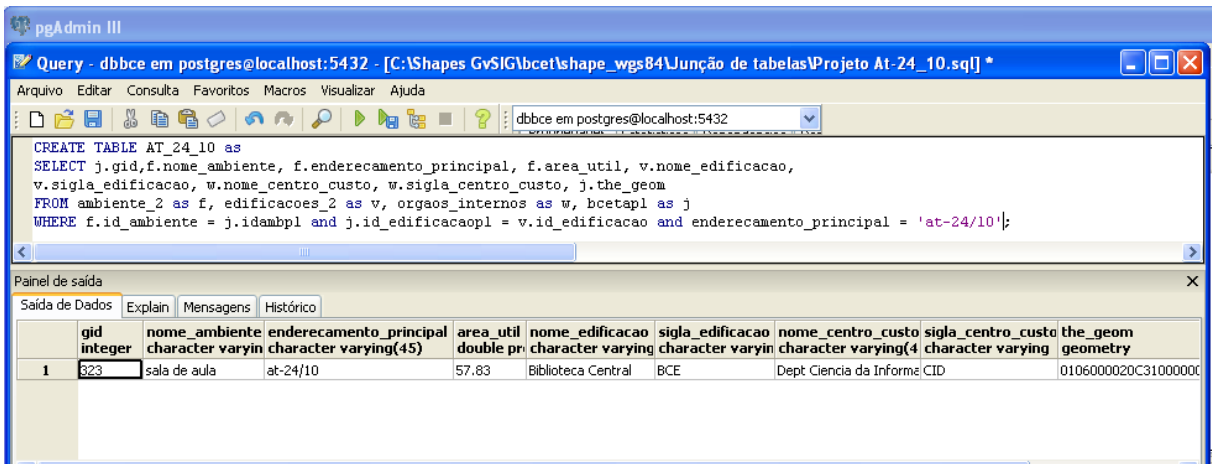 pgAdmin III
Query - dbbce em postgres@localhost:5432 - [C:\Shapes GvSIG\bcet\shape_wgs84\Junção de tabelas\Projeto At-24_10.sql] *
Arquivo Editar Consulta Favoritos Macros Visualizar Ajuda
dbbce em postgres@localhost:5432
CREATE TABLE AT_24_10 as
SELECT j.gid,f.nome_ambiente, f.enderecamento_principal, f.area_util, v.nome_edificacao,
v.sigla_edificacao, w.nome_centro_custo, w.sigla_centro_custo, j.the_geom
FROM ambiente_2 as f, edificacoes_2 as v, orgaos_internos as w, bcetapl as j
WHERE f.id_ambiente = j.idambpl and j.id_edificacaopl = v.id_edificacao and enderecamento_principal = 'at-24/10';
Painel de saída
Saída de Dados Explain Mensagens Histórico
gid nome_ambiente enderecamento_principal area_util nome_edificacao sigla_edificacao nome_centro_custo sigla_centro_custo the_geom
integer character varyin character varying(45) double pr character varying character varyin character varying(4 character varying geometry
1 323 sala de aula at-24/10 57.83 Biblioteca Central BCE Dept Ciencia da Informa CID 0106000020C31000000